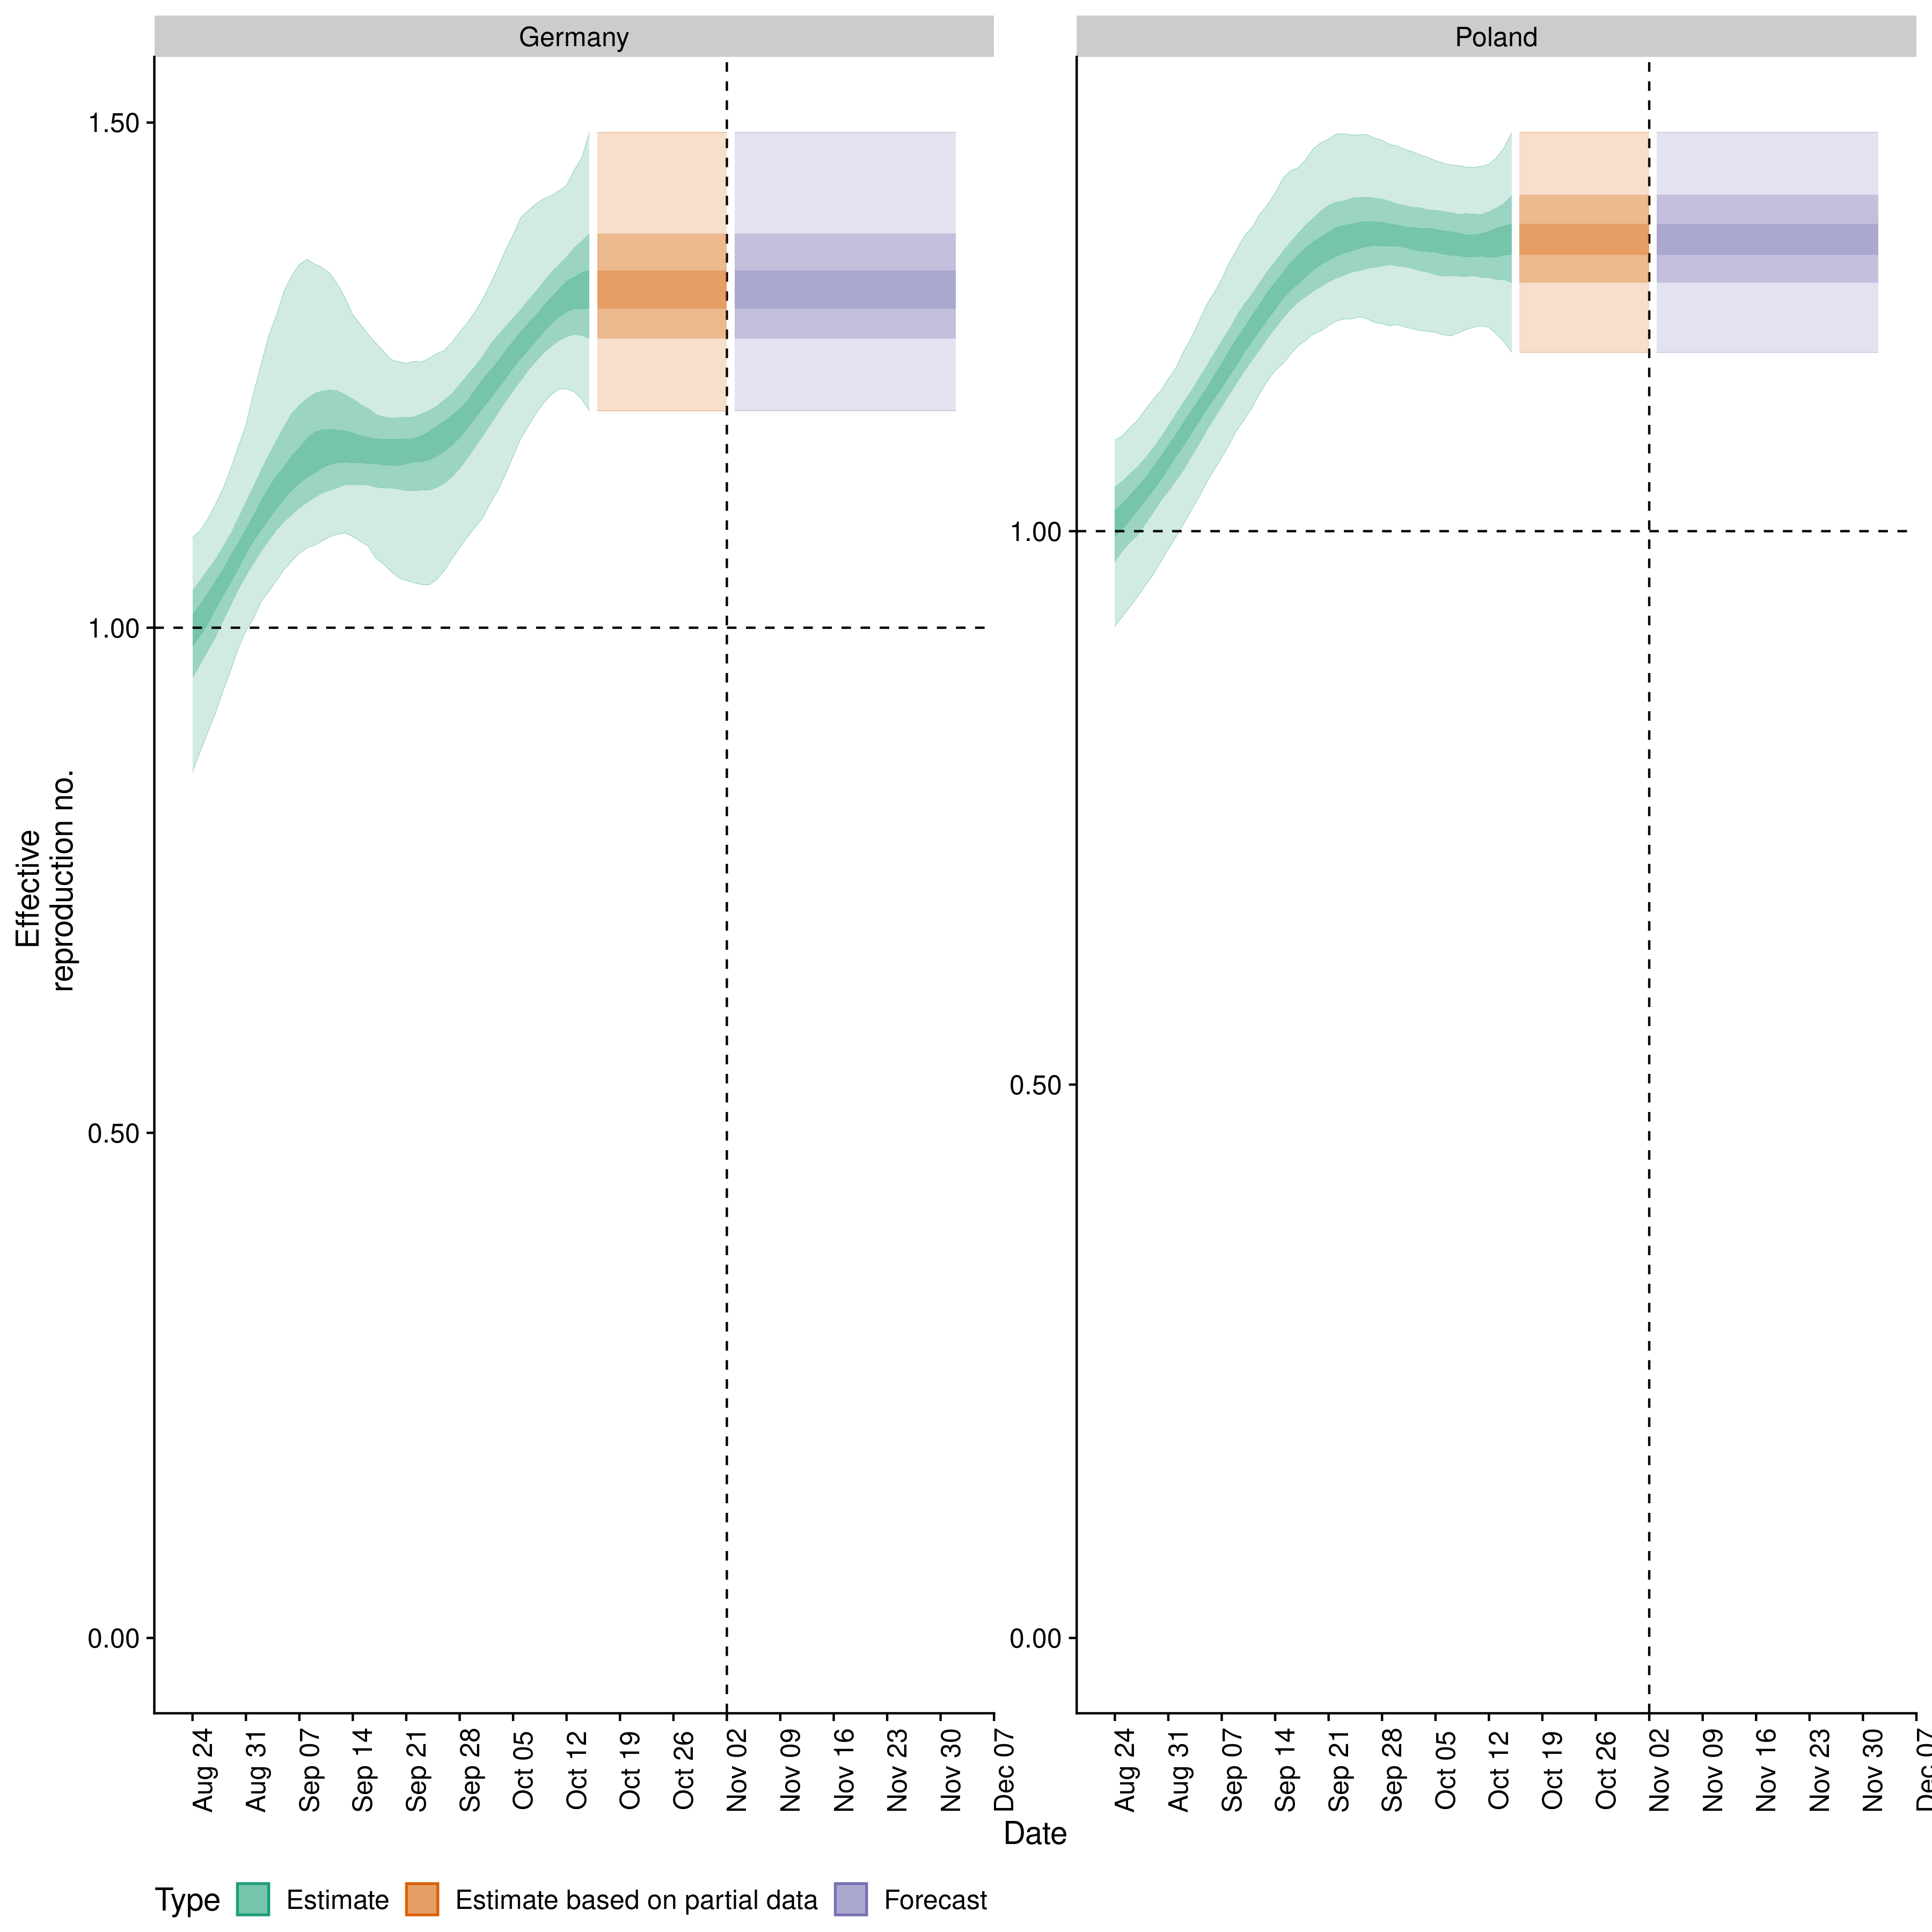 Germany
Poland
Effective
reproduction no.
1.50
1.00
0.50
0.00
1.00
0.50
0.00
Aug 24
Aug 31
Sep 07
Sep 14
Sep 21
Sep 28
Oct 05
Oct 12
Oct 19
Oct 26
Nov 02
Nov 09
Nov 16
Nov 23
Nov 30
Dec 07
Aug 24
Aug 31
Sep 07
Sep 14
Sep 21
Sep 28
Oct 05
Oct 12
Oct 19
Oct 26
Nov 02
Nov 09
Nov 16
Nov 23
Nov 30
Dec 07
Date
Type Estimate Estimate based on partial data Forecast